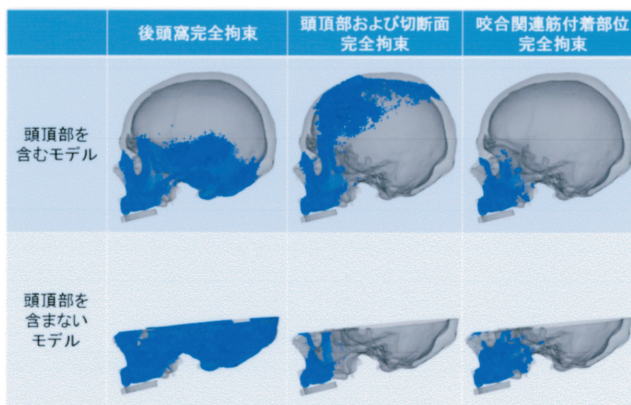 後頭窩完全拘束
頭頂部および切断面
完全拘束
咬合関連筋付着部位
完全拘束
頭頂部を
含むモデル
頭頂部を
含まない
モデル